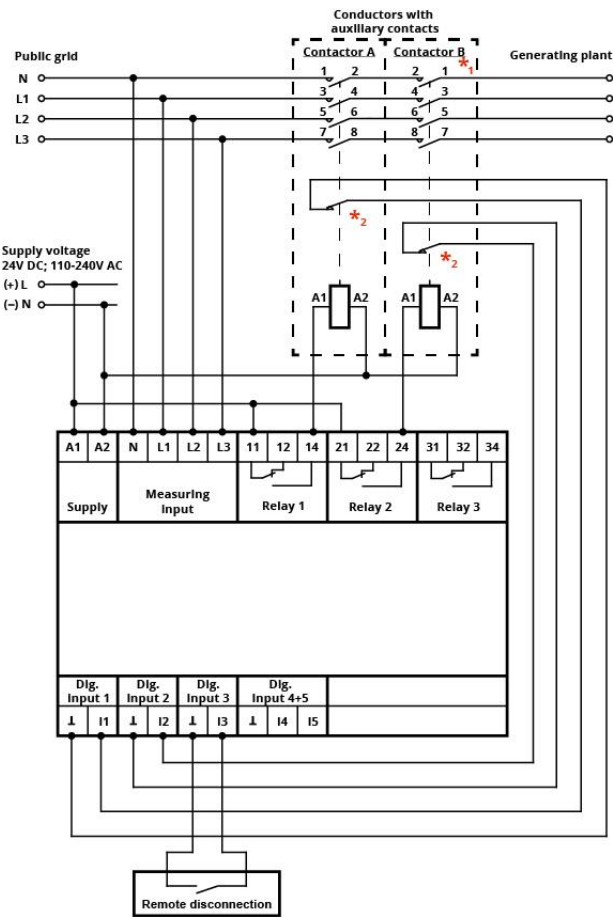 Conductors with
auxiliary contacts
Public grid
Contactor A
Contactor B
Generating plant
N
1 2
2 1
*1
L1
3 4
4 3
L2
5 6
6 5
L3
7 8
8 7
*2
*2
Supply voltage
24V DC; 110-240V AC
(+) L
(–) N
A1 A2
A1 A2
A1 A2 N L1 L2 L3 11 12 14 21 22 24 31 32 34
Supply
Measuring
Input
Relay 1
Relay 2
Relay 3
Dig.
Input 1
Dig.
Input 2
Dig.
Input 3
Dig.
Input 4+5
⊥ I1 ⊥ I2 ⊥ I3 ⊥ I4 I5
Remote disconnection